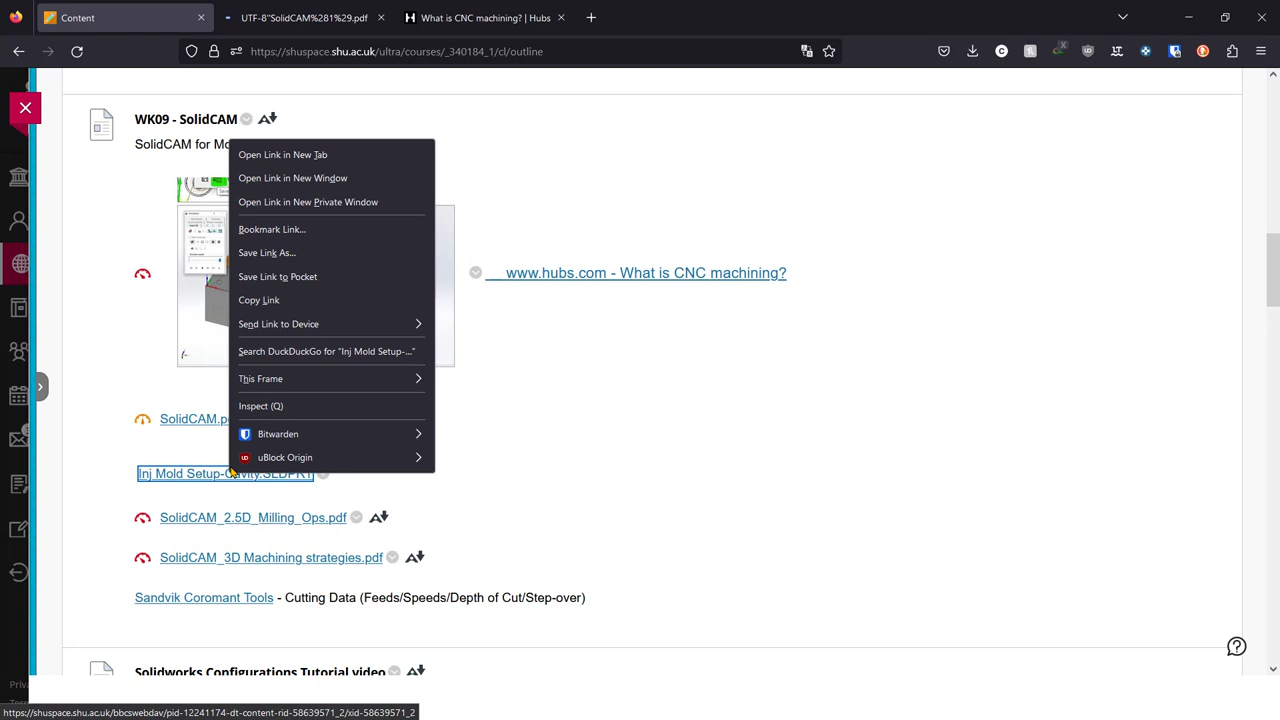 Content
UTF-8''SolidCAM%281%29.pdf
What is CNC machining? | Hubs
https://shuspace.shu.ac.uk/ultra/courses/_340184_1/cl/outline
WK09 - SolidCAM
SolidCAM for Mo
Open Link in New Tab
Open Link in New Window
Open Link in New Private Window
Bookmark Link...
Save Link As...
Save Link to Pocket
Copy Link
Send Link to Device
Search DuckDuckGo for “Inj Mold Setup-...”
This Frame
Inspect (Q)
Bitwarden
uBlock Origin
__ www.hubs.com - What is CNC machining?
SolidCAM.p
Inj Mold Setup-Cavity.SLDPRT
SolidCAM_2.5D_Milling_Ops.pdf
SolidCAM_3D Machining strategies.pdf
Sandvik Coromant Tools - Cutting Data (Feeds/Speeds/Depth of Cut/Step-over)
Solidworks Configurations Tutorial video
Priv
https://shuspace.shu.ac.uk/bbcswebdav/pid-12241174-dt-content-rid-58639571_2/xid-58639571_2